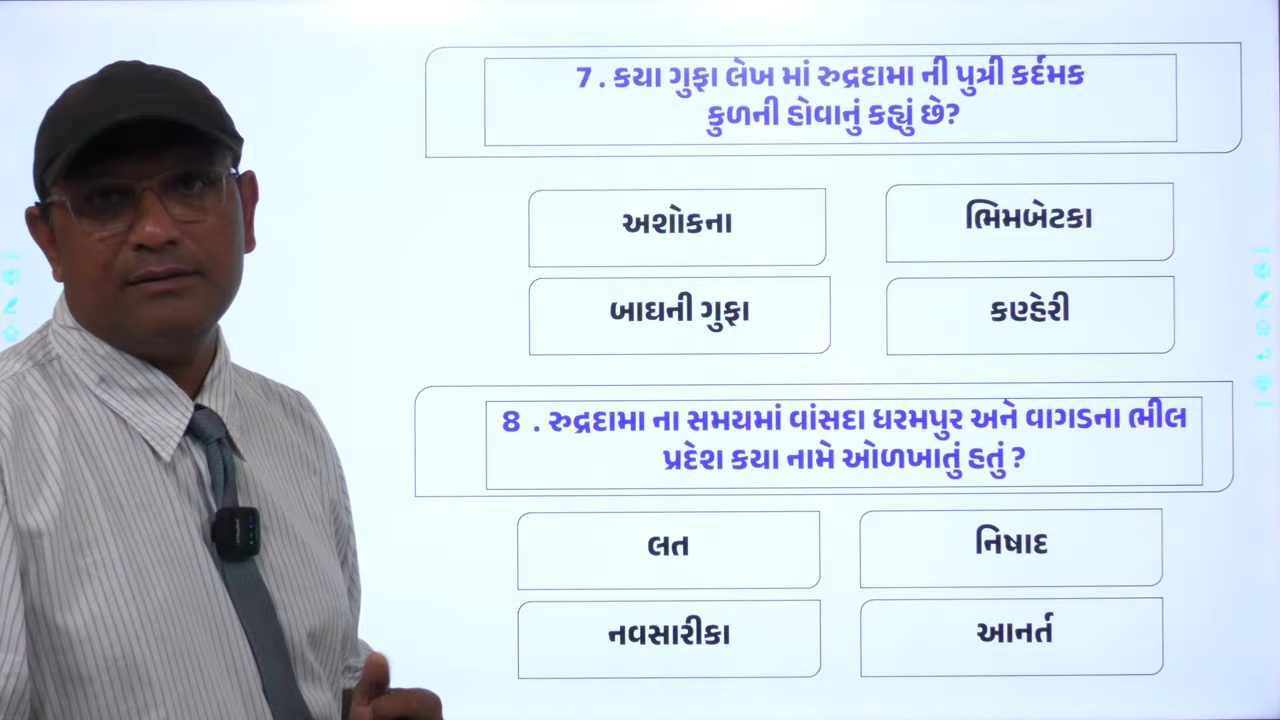 7 . કયા ગુફા લેખ માં રુદ્રદામા ની પુત્રી કર્દમક
કુળની હોવાનું કહ્યું છે?
અશોકના
ભિમબેટકા
બાઘની ગુફા
કણ્હેરી
8 . રુદ્રદામા ના સમયમાં વાંસદા ધરમપુર અને વાગડના ભીલ
પ્રદેશ કયા નામે ઓળખાતું હતું ?
લત
નિષાદ
નવસારીકા
આનર્ત